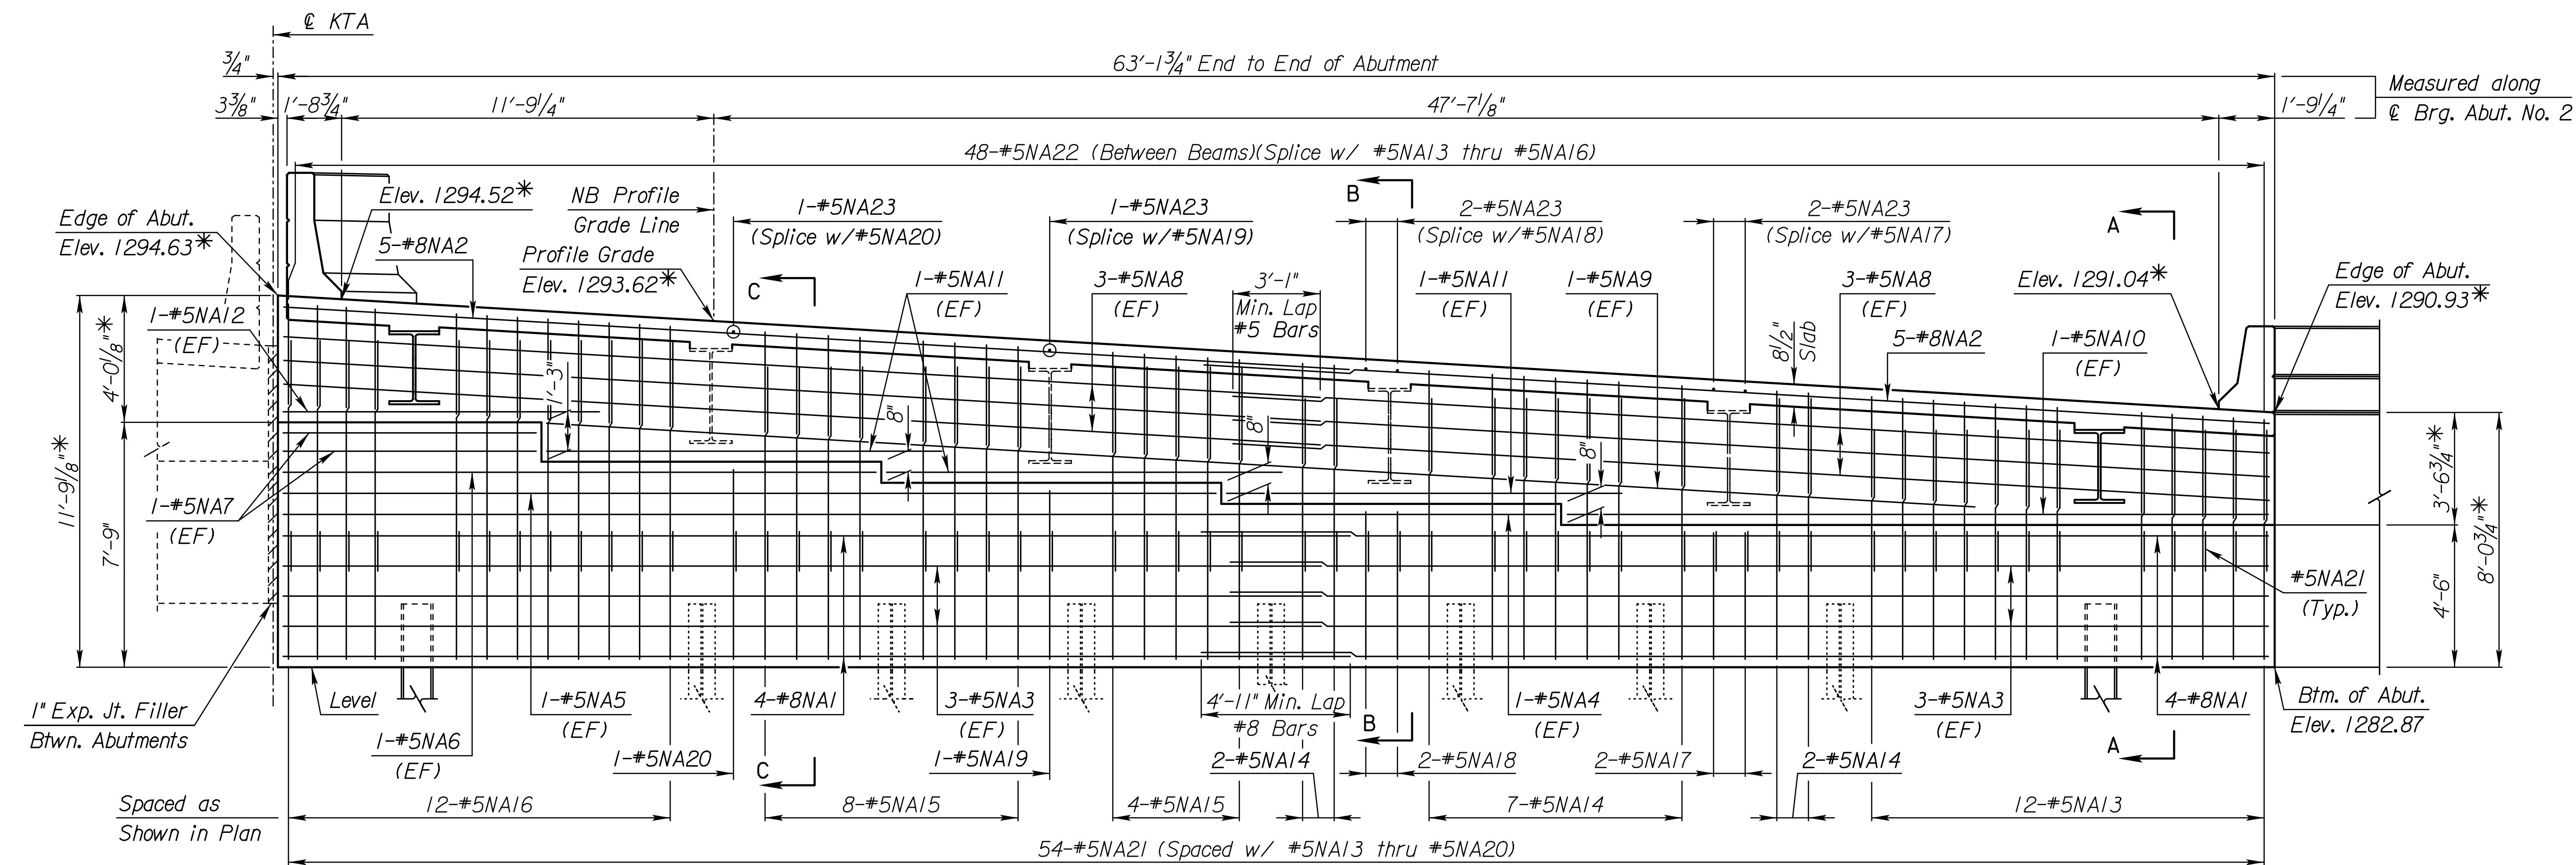 ℄ KTA
3/4"
63'-1 3/4" End to End of Abutment
Measured along
℄ Brg. Abut. No. 2
3 3/8"
1'-8 3/4"
11'-9 1/4"
47'-7 1/8"
1'-9 1/4"
48-#5NA22 (Between Beams)(Splice w/ #5NA13 thru #5NA16)
Edge of Abut.
Elev. 1294.63*
Elev. 1294.52*
5-#8NA2
NB Profile
Grade Line
Profile Grade
Elev. 1293.62*
1-#5NA23
(Splice w/#5NA20)
1-#5NA23
(Splice w/#5NA19)
B
2-#5NA23
(Splice w/#5NA18)
2-#5NA23
(Splice w/#5NA17)
A
C
1-#5NA11
(EF)
3-#5NA8
(EF)
3'-1"
Min. Lap
#5 Bars
1-#5NA11
(EF)
1-#5NA9
(EF)
8 1/2"
Slab
3-#5NA8
(EF)
Elev. 1291.04*
5-#8NA2
1-#5NA10
(EF)
Edge of Abut.
Elev. 1290.93*
1-#5NA12
(EF)
4'-0 1/8"*
11'-9 1/8"*
7'-9"
1-#5NA7
(EF)
1'-3"
8"
8"
8"
3'-6 3/4"*
8'-0 3/4"*
4'-6"
#5NA21
(Typ.)
1" Exp. Jt. Filler
Btwn. Abutments
Level
1-#5NA6
(EF)
1-#5NA5
(EF)
4-#8NA1
3-#5NA3
(EF)
4'-11" Min. Lap
#8 Bars
B
1-#5NA4
(EF)
3-#5NA3
(EF)
4-#8NA1
A
Btm. of Abut.
Elev. 1282.87
1-#5NA20
C
1-#5NA19
2-#5NA14
2-#5NA18
2-#5NA17
2-#5NA14
Spaced as
Shown in Plan
12-#5NA16
8-#5NA15
4-#5NA15
7-#5NA14
12-#5NA13
54-#5NA21 (Spaced w/ #5NA13 thru #5NA20)